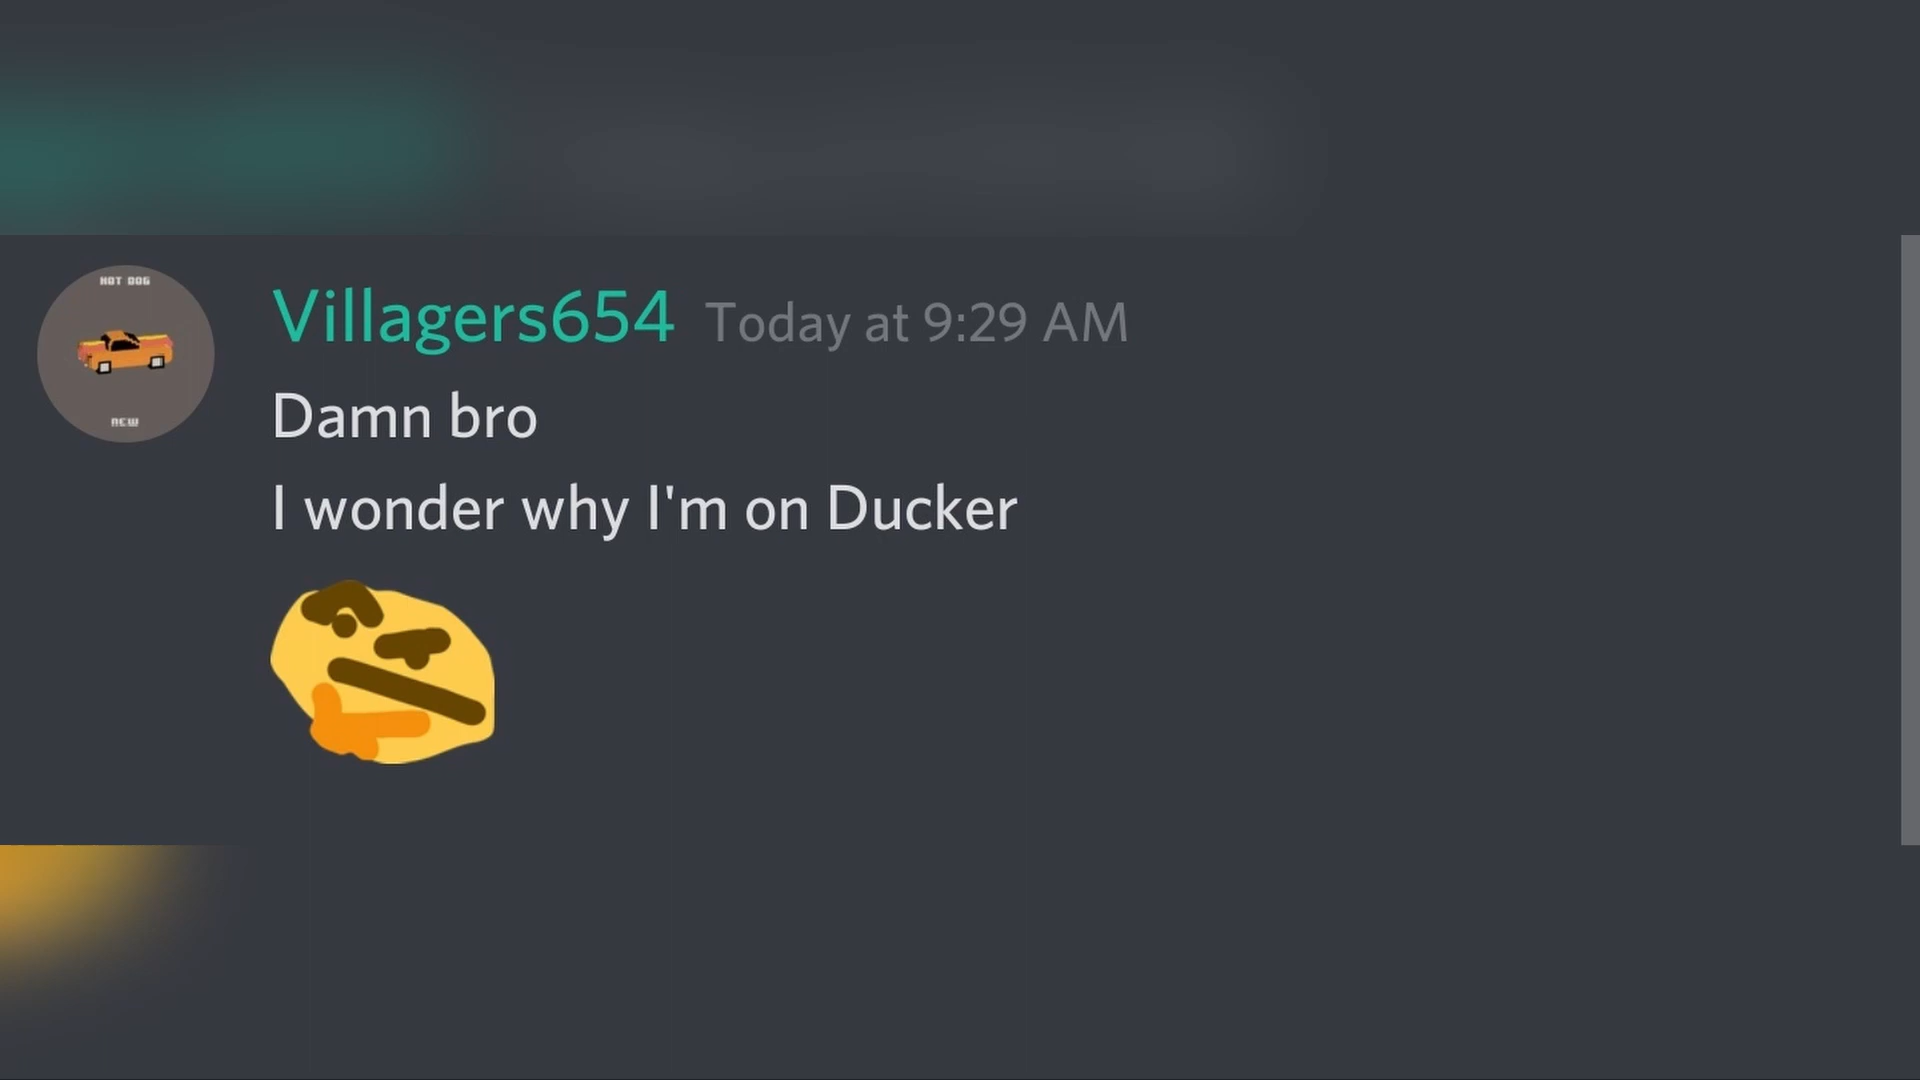 HOT DOG
NEW
Villagers654 Today at 9:29 AM
Damn bro
I wonder why I'm on Ducker